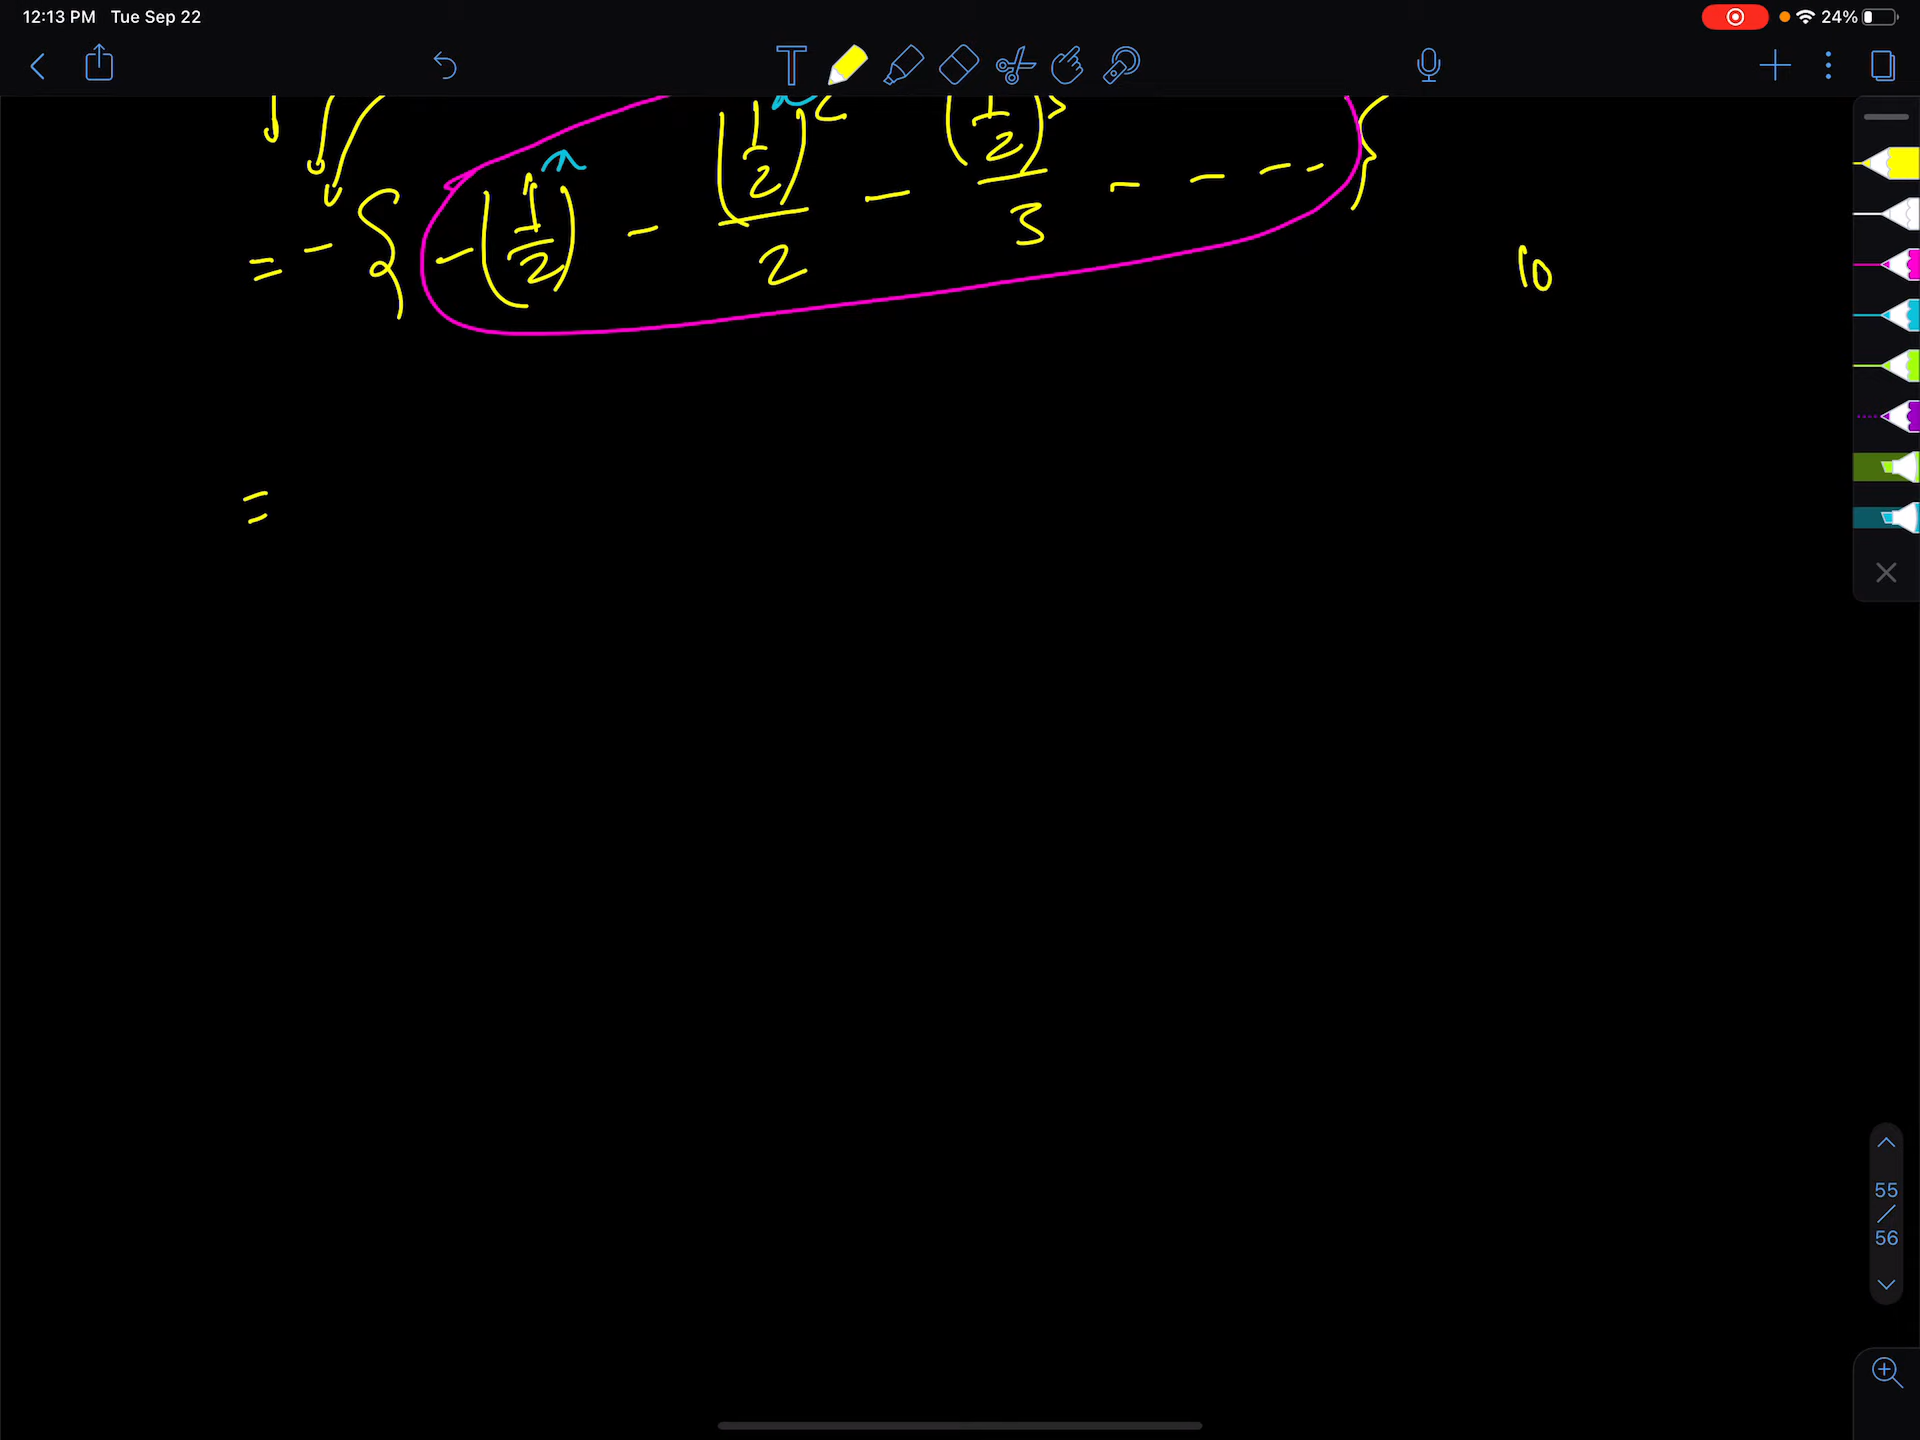 12:13 PM Tue Sep 22 24%
T
= - { -(1/2) - (1/2)²/2 - (1/2)³/3 - - - - }
10
=
55
/
56